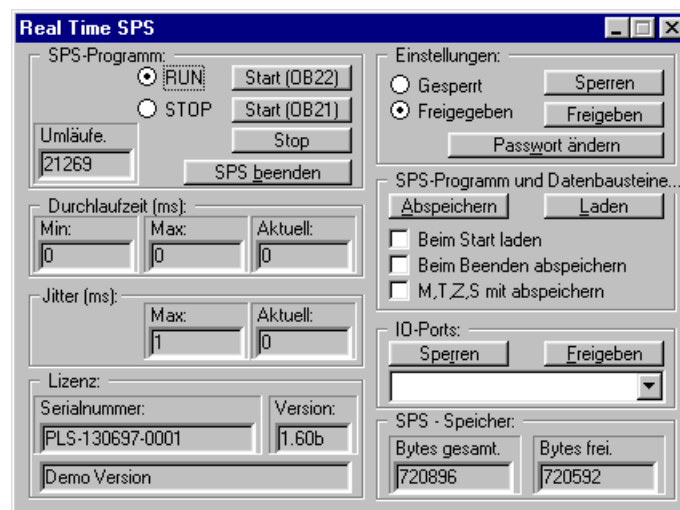 Real Time SPS
SPS-Programm:
RUN
Start (OB22)
STOP
Start (OB21)
Umläufe.
21269
Stop
SPS beenden
Durchlaufzeit (ms):
Min:
Max:
Aktuell:
0
0
0
Jitter (ms):
Max:
Aktuell:
1
0
Lizenz:
Serialnummer:
Version:
PLS-130697-0001
1.60b
Demo Version
Einstellungen:
Gesperrt
Sperren
Freigegeben
Freigeben
Passwort ändern
SPS-Programm und Datenbausteine...
Abspeichern
Laden
Beim Start laden
Beim Beenden abspeichern
M,T,Z,S mit abspeichern
IO-Ports:
Sperren
Freigeben
SPS - Speicher:
Bytes gesamt.
Bytes frei.
720896
720592